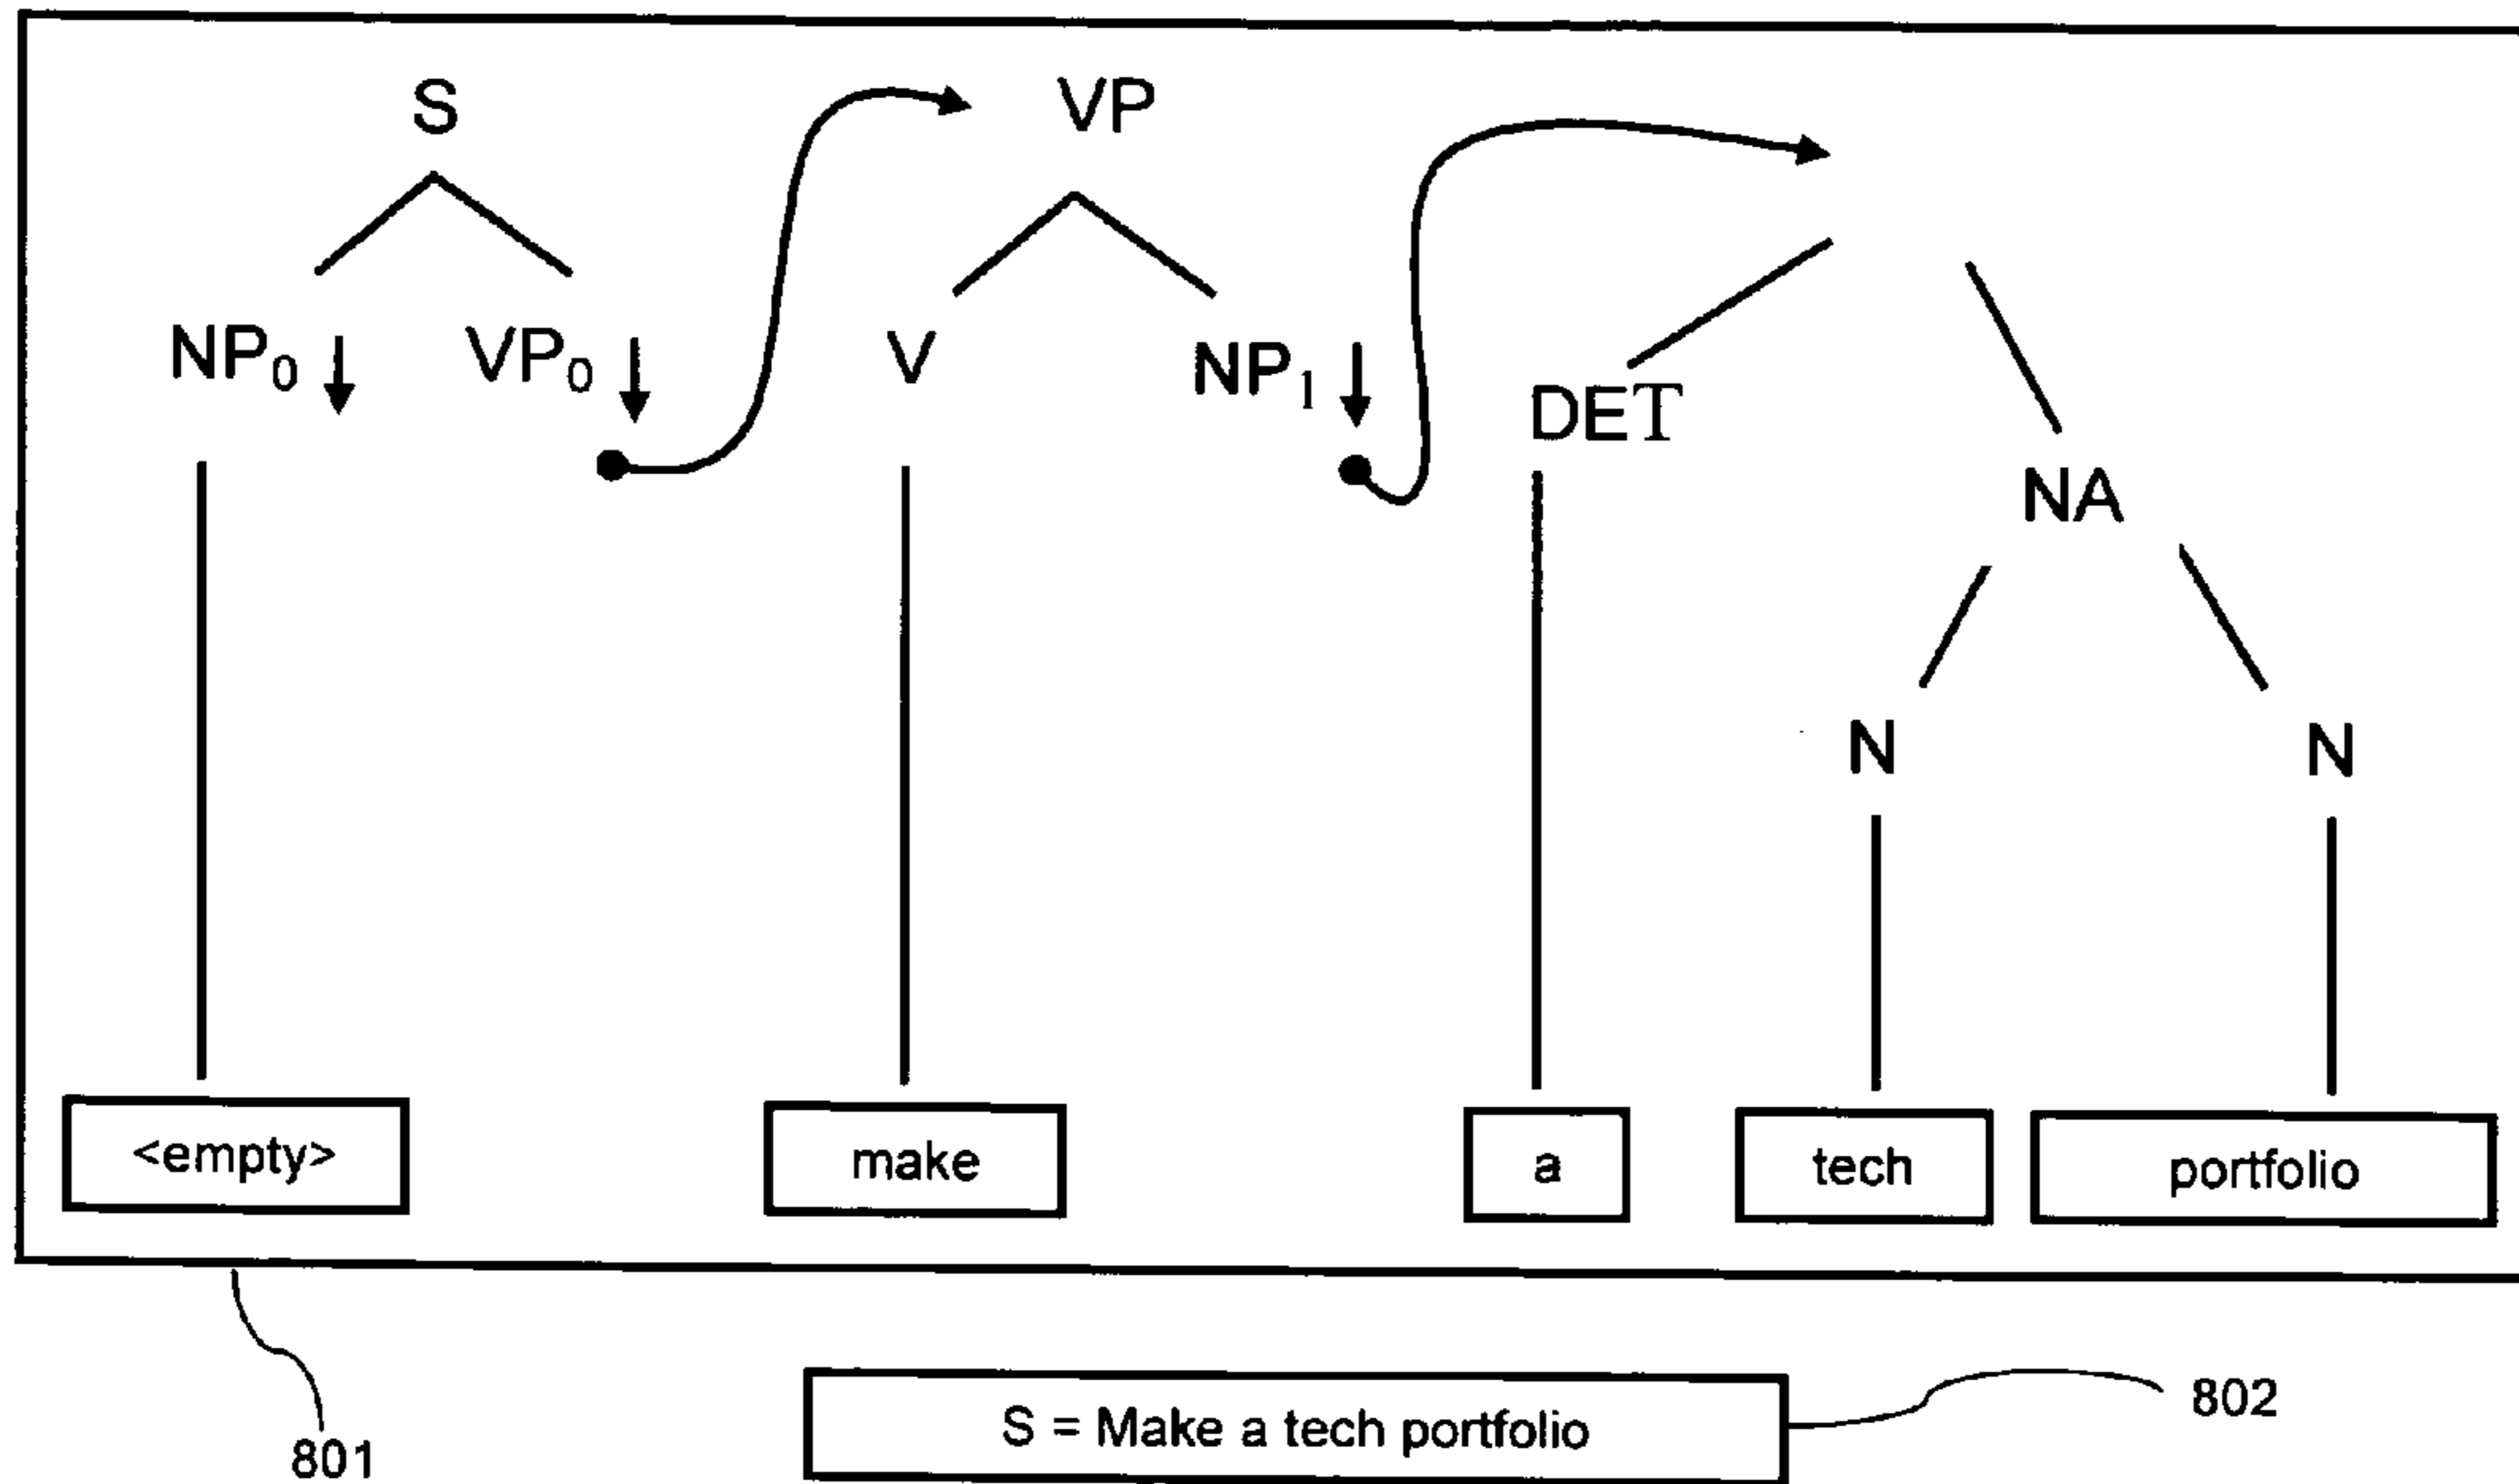 S VP
NP₀ ↓ VP₀ ↓ V NP₁ ↓
DET
NA
N N
<empty> make a tech portfolio
S = Make a tech portfolio 802
801